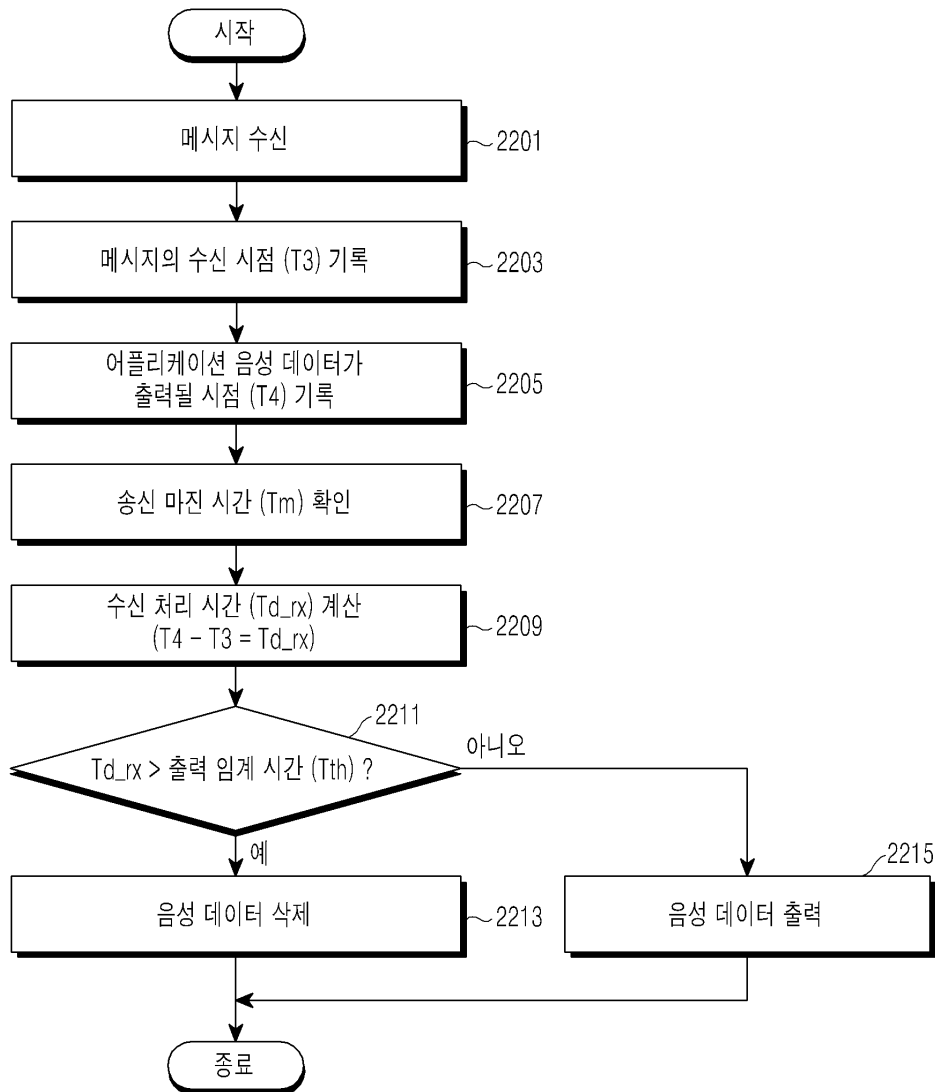 시작
메시지 수신
2201
메시지의 수신 시점 (T3) 기록
2203
어플리케이션 음성 데이터가
출력될 시점 (T4) 기록
2205
송신 마진 시간 (Tm) 확인
2207
수신 처리 시간 (Td_rx) 계산
(T4 – T3 = Td_rx)
2209
2211
Td_rx > 출력 임계 시간 (Tth) ?
아니오
예
음성 데이터 삭제
2213
2215
음성 데이터 출력
종료